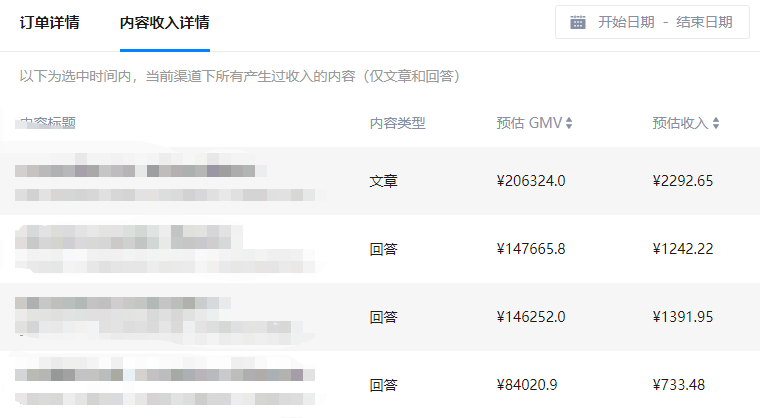 订单详情 内容收入详情 开始日期 - 结束日期
以下为选中时间内，当前渠道下所有产生过收入的内容（仅文章和回答）
内容标题 内容类型 预估 GMV 预估收入
文章 ¥206324.0 ¥2292.65
回答 ¥147665.8 ¥1242.22
回答 ¥146252.0 ¥1391.95
回答 ¥84020.9 ¥733.48